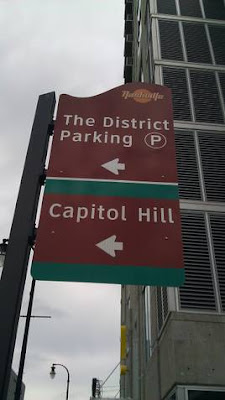 Nashville
The District
Parking P
Capitol Hill